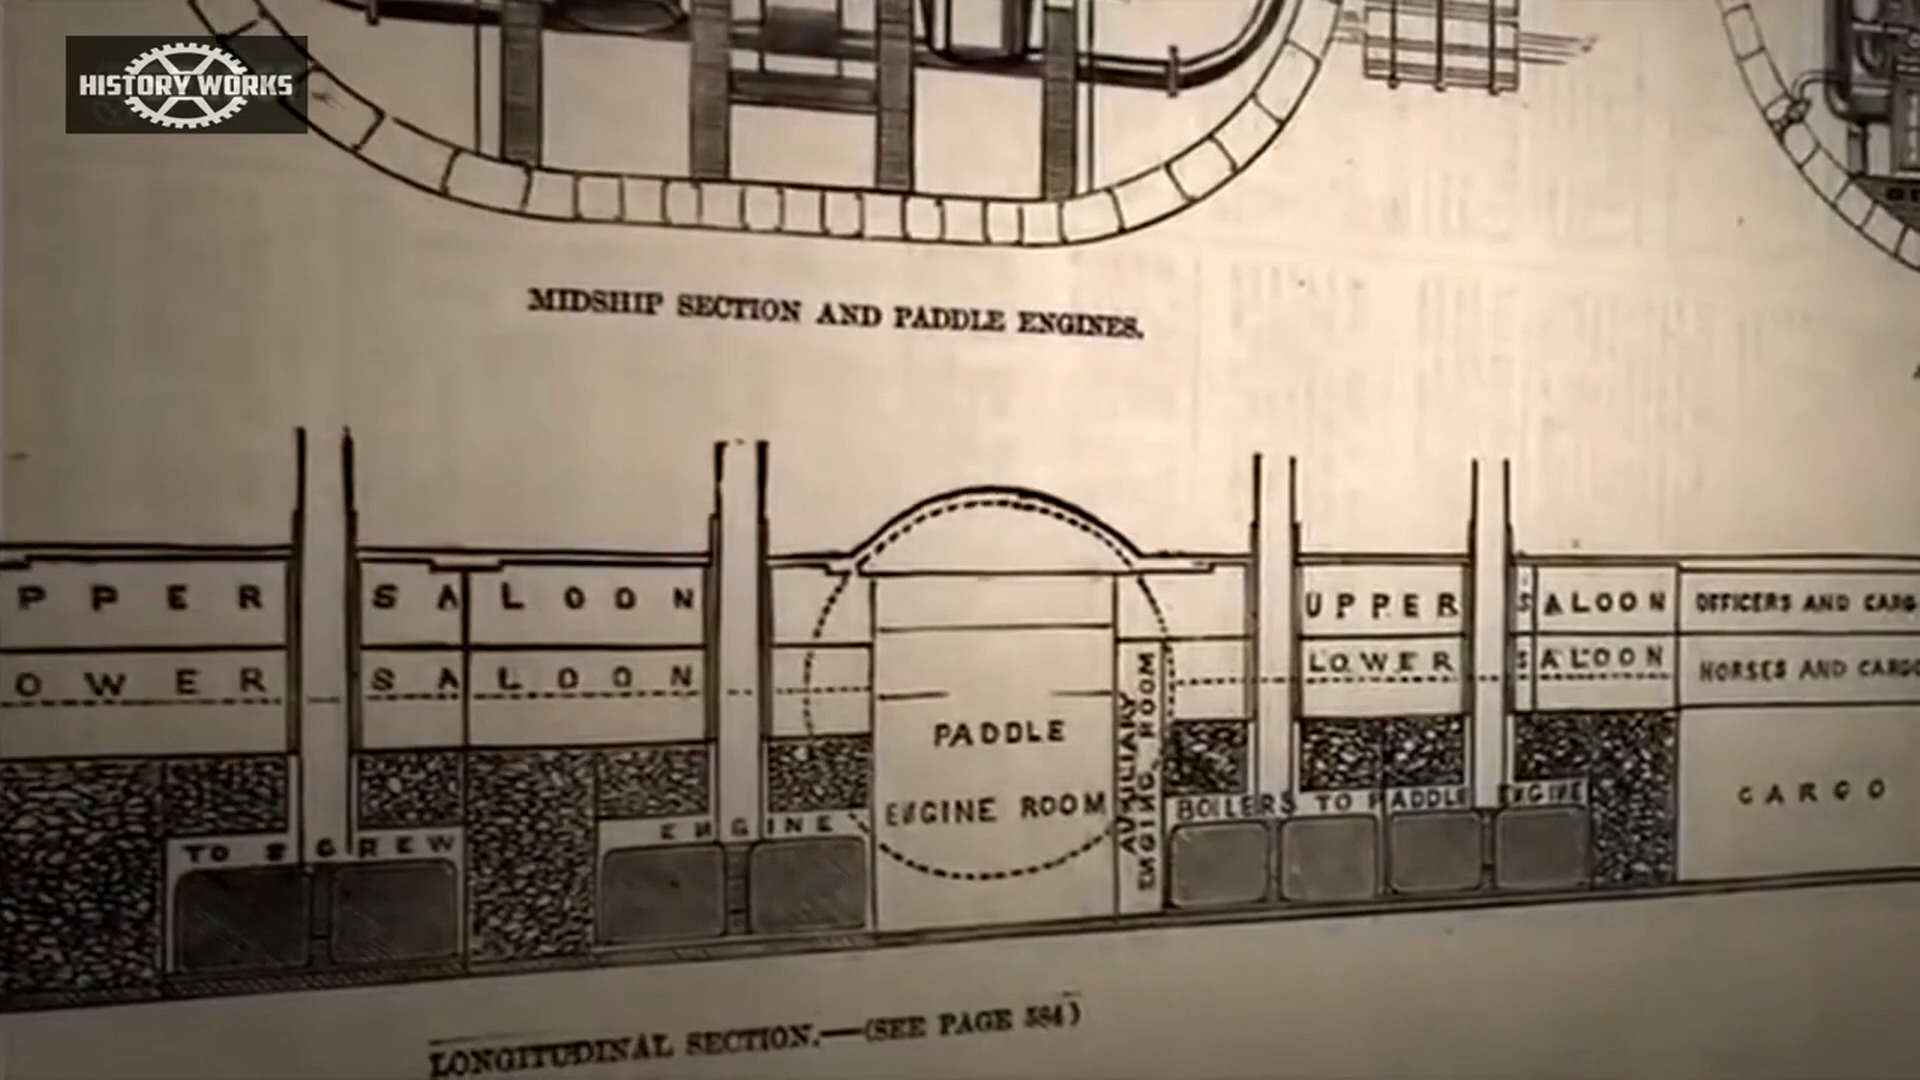 HISTORY WORKS
MIDSHIP SECTION AND PADDLE ENGINES.
PPER SALOON
UPPER SALOON
OFFICERS AND CARG
OWER SALOON
LOWER SALOON
HORSES AND CARGO
PADDLE
ENGINE ROOM
AUXILIARY
ENGINE ROOM
TO SCREW
ENGINE
BOILERS TO PADDLE ENGINE
CARGO
LONGITUDINAL SECTION.—(SEE PAGE 584)